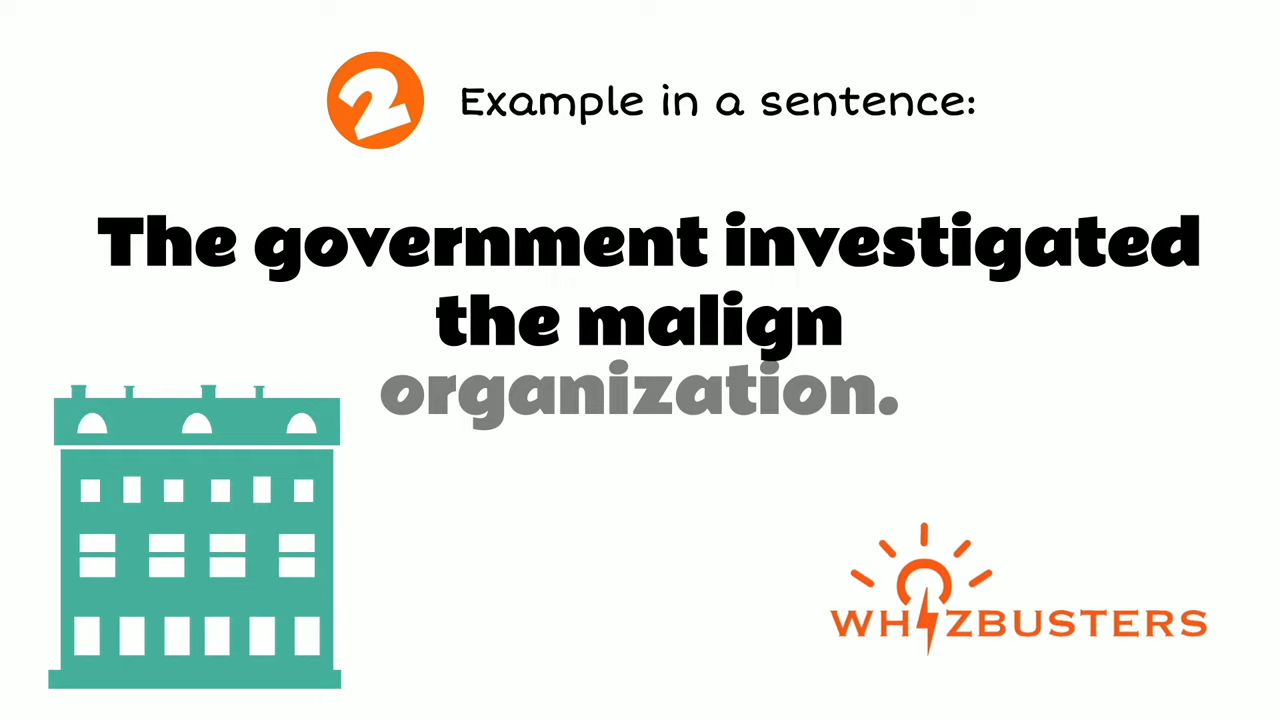 2 Example in a sentence:
The government investigated
the malign
organization.
WHIZBUSTERS